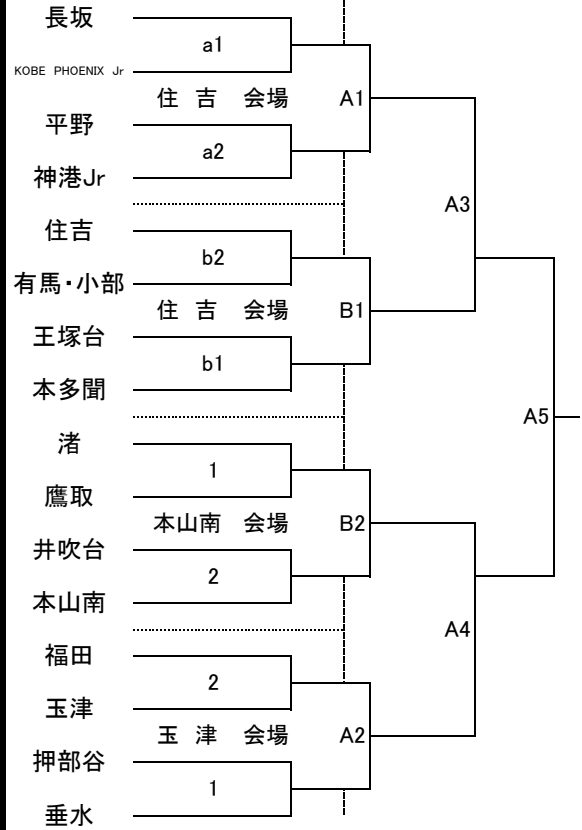 長坂
a1
KOBE PHOENIX Jr
住 吉 会場 A1
平野
a2
神港Jr
A3
住吉
b2
有馬・小部
住 吉 会場 B1
王塚台
b1
本多聞
A5
渚
1
鷹取
本山南 会場 B2
井吹台
2
本山南
A4
福田
2
玉津
玉 津 会場 A2
押部谷
1
垂水